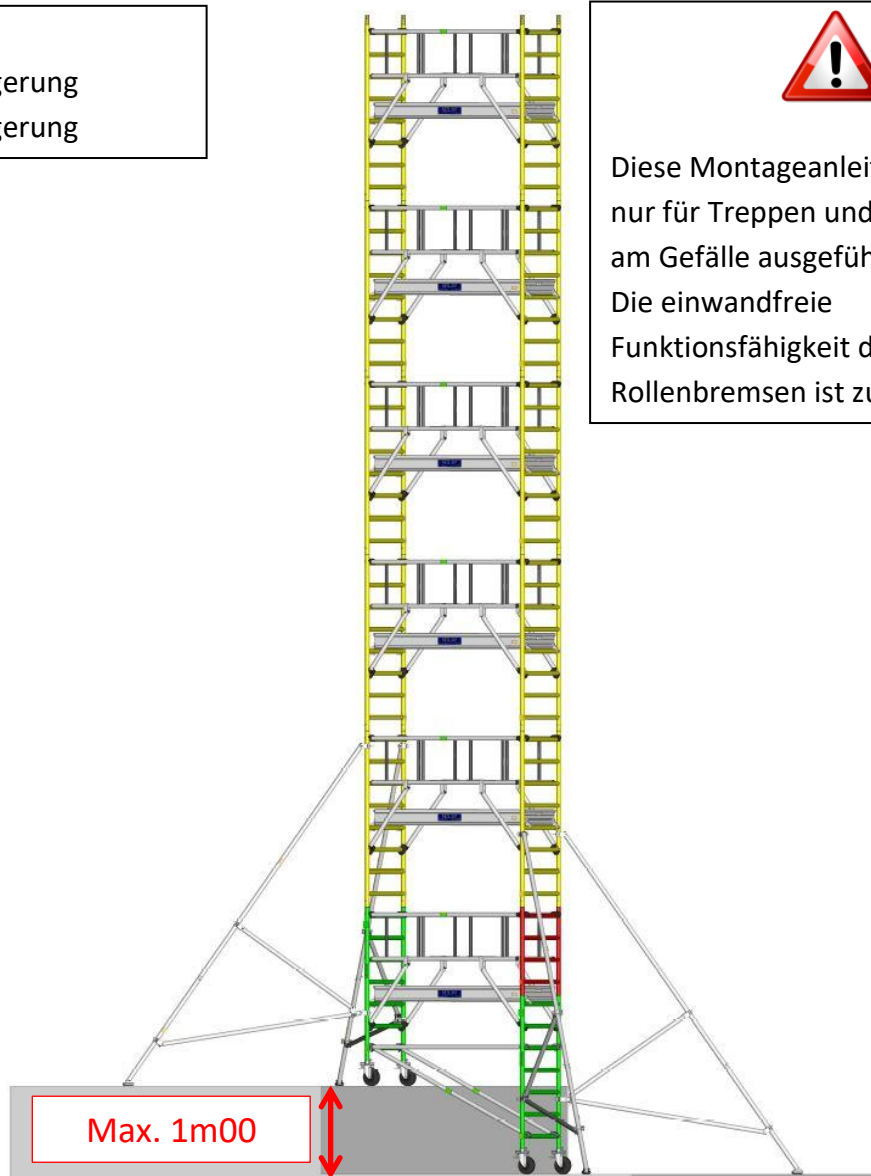 gerung
gerung
Diese Montageanlei
nur für Treppen und
am Gefälle ausgefüh
Die einwandfreie
Funktionsfähigkeit d
Rollenbremsen ist zu
Max. 1m00